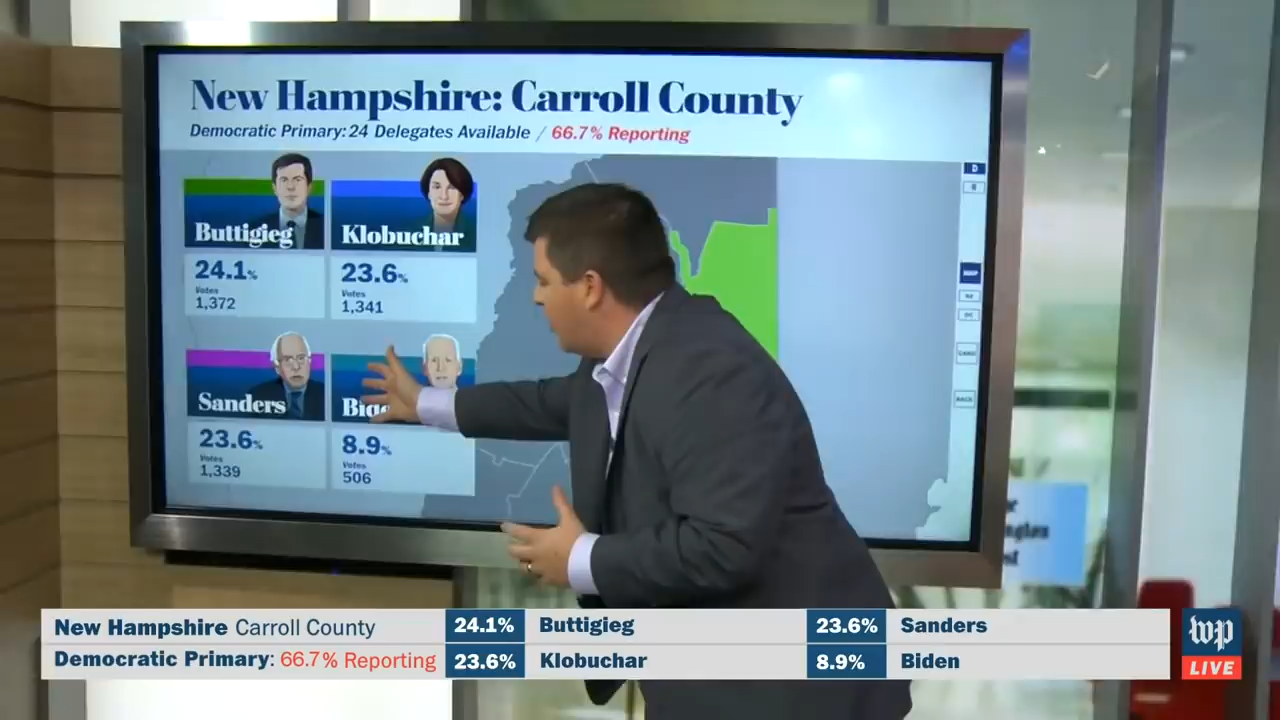 New Hampshire: Carroll County
Democratic Primary: 24 Delegates Available / 66.7% Reporting
Buttigieg
24.1%
Votes
1,372
Klobuchar
23.6%
Votes
1,341
Sanders
23.6%
Votes
1,339
8.9%
Votes
506
D
R
MAP
BACK
New Hampshire Carroll County
24.1% Buttigieg
23.6% Sanders
Democratic Primary: 66.7% Reporting
23.6% Klobuchar
8.9% Biden
wp
LIVE